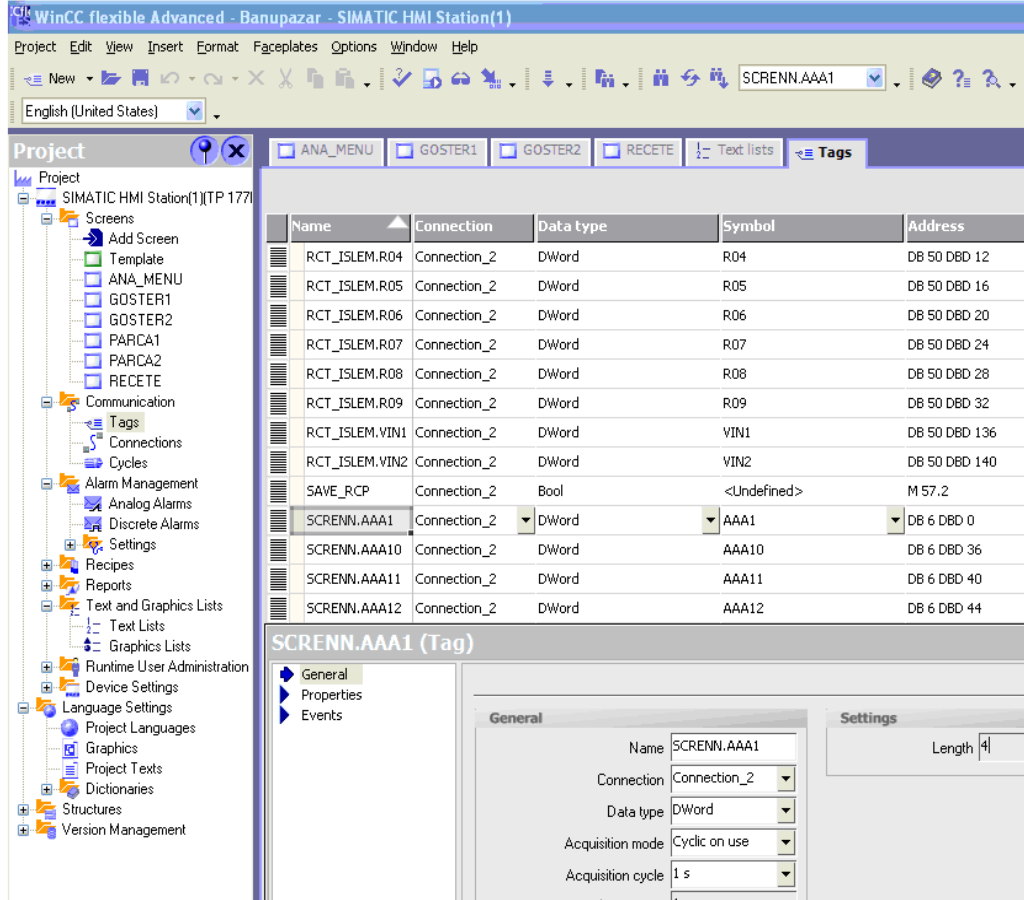 WinCC flexible Advanced - Banupazar - SIMATIC HMI Station(1)
Project Edit View Insert Format Faceplates Options Window Help
New SCRENN.AAA1
English (United States)
Project
Project
SIMATIC HMI Station(1)(TP 177
Screens
Add Screen
Template
ANA_MENU
GOSTER1
GOSTER2
PARCA1
PARCA2
RECETE
Communication
Tags
Connections
Cycles
Alarm Management
Analog Alarms
Discrete Alarms
Settings
Recipes
Reports
Text and Graphics Lists
Text Lists
Graphics Lists
Runtime User Administration
Device Settings
Language Settings
Project Languages
Graphics
Project Texts
Dictionaries
Structures
Version Management
ANA_MENU GOSTER1 GOSTER2 RECETE Text lists Tags
Name Connection Data type Symbol Address
RCT_ISLEM.R04 Connection_2 DWord R04 DB 50 DBD 12
RCT_ISLEM.R05 Connection_2 DWord R05 DB 50 DBD 16
RCT_ISLEM.R06 Connection_2 DWord R06 DB 50 DBD 20
RCT_ISLEM.R07 Connection_2 DWord R07 DB 50 DBD 24
RCT_ISLEM.R08 Connection_2 DWord R08 DB 50 DBD 28
RCT_ISLEM.R09 Connection_2 DWord R09 DB 50 DBD 32
RCT_ISLEM.VIN1 Connection_2 DWord VIN1 DB 50 DBD 136
RCT_ISLEM.VIN2 Connection_2 DWord VIN2 DB 50 DBD 140
SAVE_RCP Connection_2 Bool <Undefined> M 57.2
SCRENN.AAA1 Connection_2 DWord AAA1 DB 6 DBD 0
SCRENN.AAA10 Connection_2 DWord AAA10 DB 6 DBD 36
SCRENN.AAA11 Connection_2 DWord AAA11 DB 6 DBD 40
SCRENN.AAA12 Connection_2 DWord AAA12 DB 6 DBD 44
SCRENN.AAA1 (Tag)
General
Properties
Events
General
Name SCRENN.AAA1
Connection Connection_2
Data type DWord
Acquisition mode Cyclic on use
Acquisition cycle 1 s
Settings
Length 4